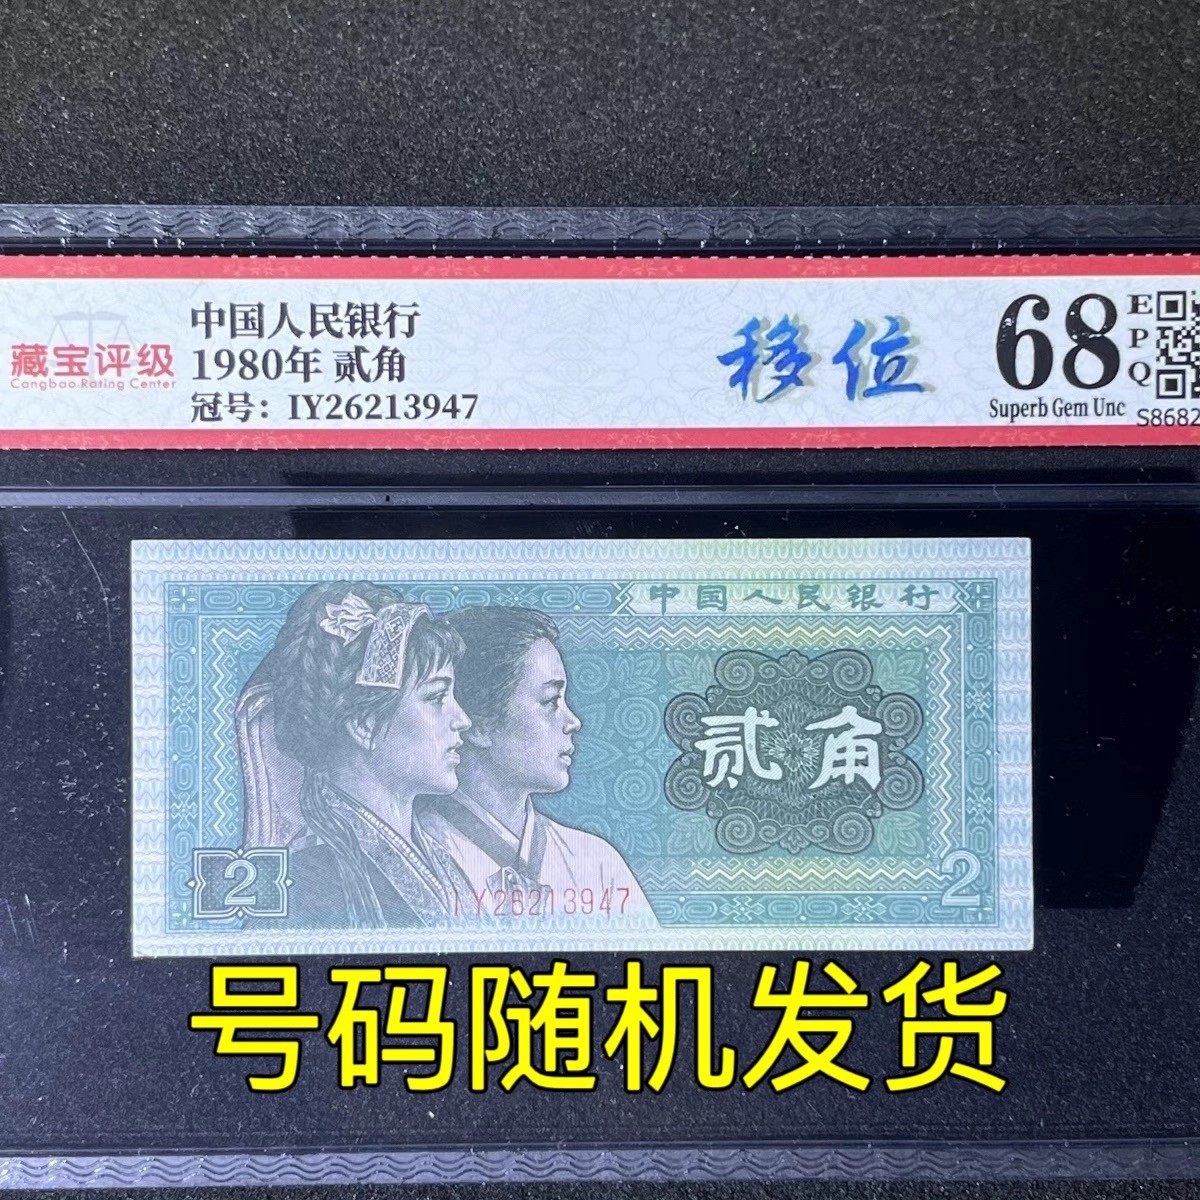 藏宝评级
Cangbao Rating Center
中国人民银行
1980年 贰角
冠号：IY26213947
移位
68
EPQ
Superb Gem Unc
S8682
中国人民银行
贰角
2
2
IY26213947
号码随机发货